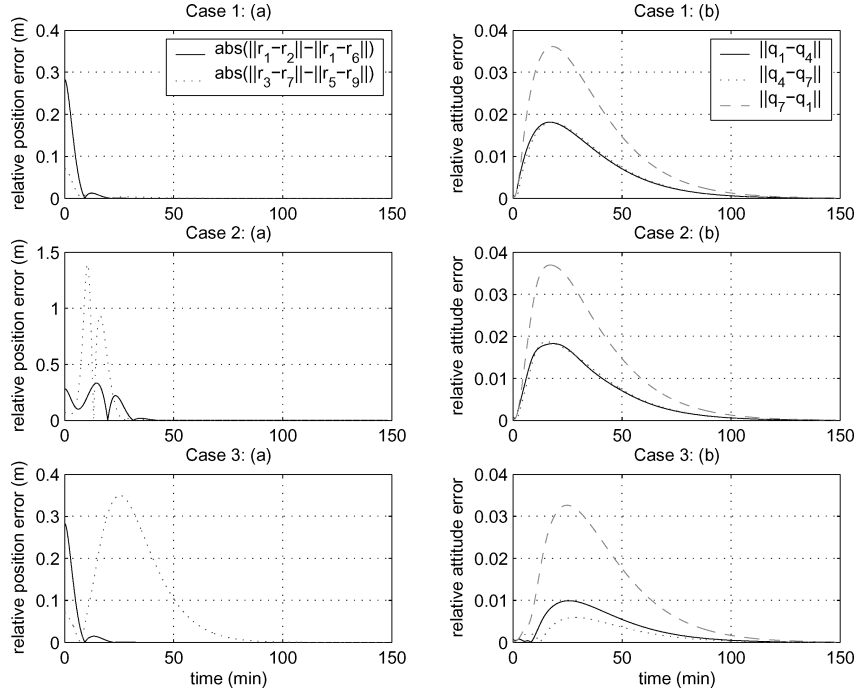 Case 1: (a)
relative position error (m)
0.4
0.3
0.2
0.1
0
abs(||r₁−r₂||−||r₁−r₆||)
abs(||r₃−r₇||−||r₅−r₉||)
0 50 100 150
Case 1: (b)
relative attitude error
0.04
0.03
0.02
0.01
0
||q₁−q₄||
||q₄−q₇||
||q₇−q₁||
0 50 100 150
Case 2: (a)
relative position error (m)
1.5
1
0.5
0
0 50 100 150
Case 2: (b)
relative attitude error
0.04
0.03
0.02
0.01
0
0 50 100 150
Case 3: (a)
relative position error (m)
0.4
0.3
0.2
0.1
0
0 50 100 150
time (min)
Case 3: (b)
relative attitude error
0.04
0.03
0.02
0.01
0
0 50 100 150
time (min)